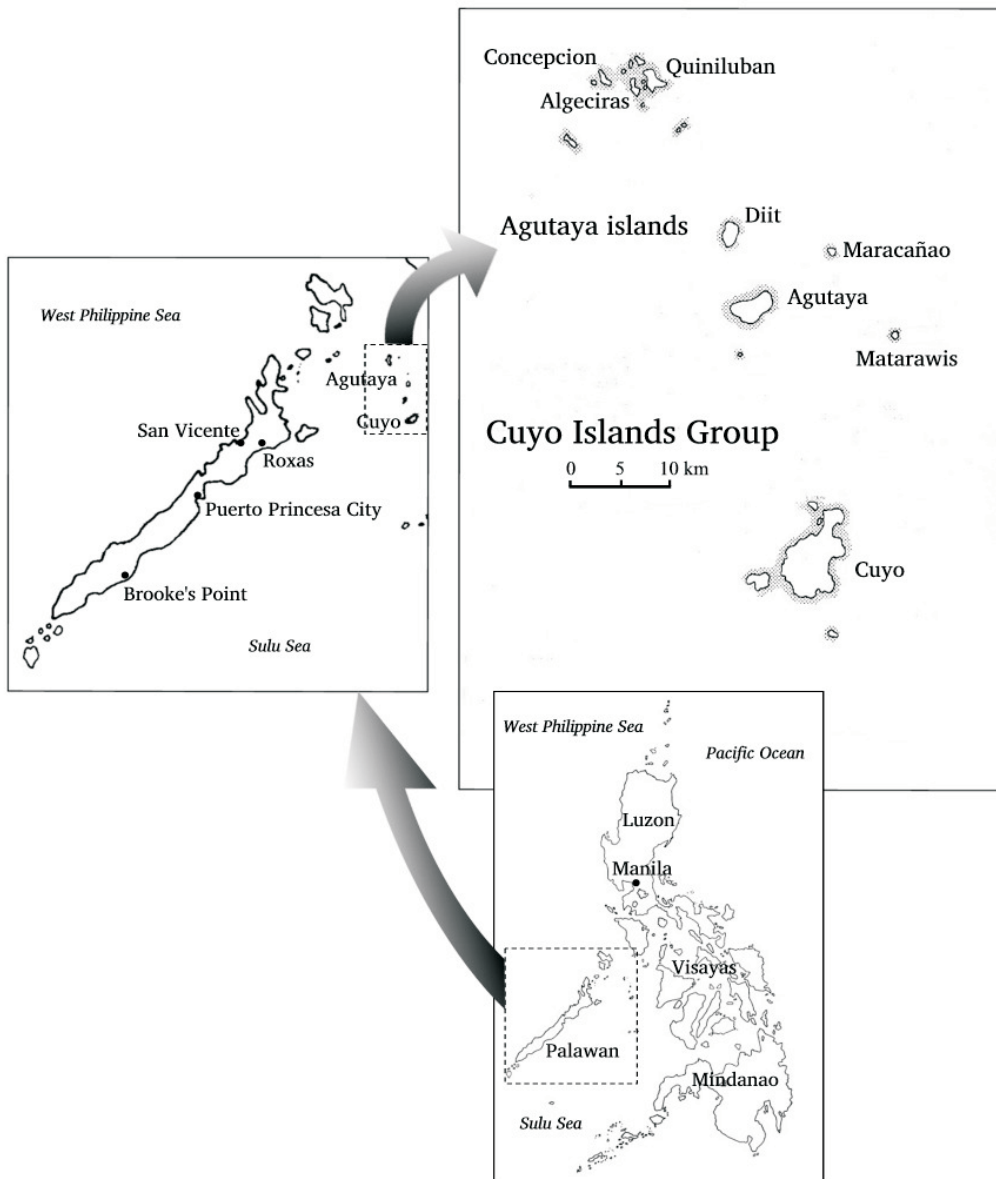 Concepcion
Quiniluban
Algeciras
Agutaya islands
Diit
Maracañao
Agutaya
Matarawis
Cuyo Islands Group
0 5 10 km
Cuyo
West Philippine Sea
Agutaya
Cuyo
San Vicente
Roxas
Puerto Princesa City
Brooke's Point
Sulu Sea
West Philippine Sea
Pacific Ocean
Luzon
Manila
Visayas
Palawan
Mindanao
Sulu Sea